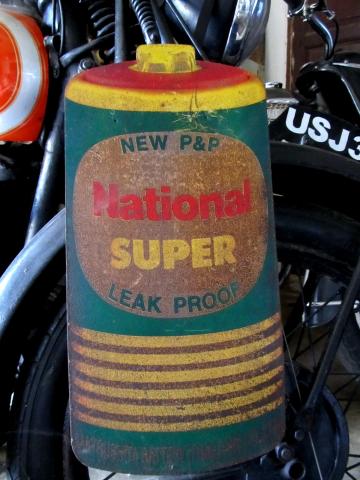 NEW P&P
National
SUPER
LEAK PROOF
USJ3